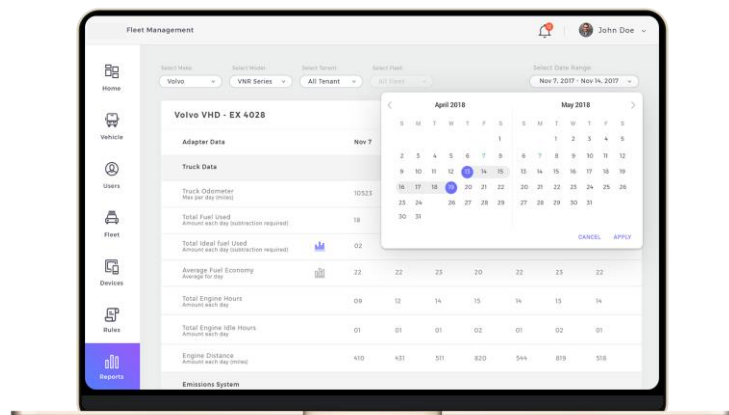 Fleet Management
John Doe
Home
Vehicle
Users
Fleet
Devices
Rules
Reports
Select Make: Select Model: Select Tenant: Select Fleet: Select Date Range:
Volvo VNR Series All Tenant All Fleet Nov 7, 2017 - Nov 14, 2017
Volvo VHD - EX 4028
Adapter Data Nov 7
Truck Data
Truck Odometer 10523
Max per day (miles)
Total Fuel Used 18
Amount each day (subtraction required)
Total Ideal fuel Used 02
Amount each day (subtraction required)
Average Fuel Economy 22 22 23 20 22 23 22
Average for day
Total Engine Hours 09 12 14 15 14 15 14
Amount each day
Total Engine Idle Hours 01 01 01 02 01 02 01
Amount each day
Engine Distance 410 431 511 820 544 819 518
Amount each day (miles)
Emissions System
April 2018 May 2018
S M T W T F S S M T W T F S
1 1 2 3 4 5
2 3 4 5 6 7 8 6 7 8 9 10 11 12
9 10 11 12 13 14 15 13 14 15 16 17 18 19
16 17 18 19 20 21 22 20 21 22 23 24 25 26
23 24 26 27 28 29 27 28 29 30 31
30 31
CANCEL APPLY